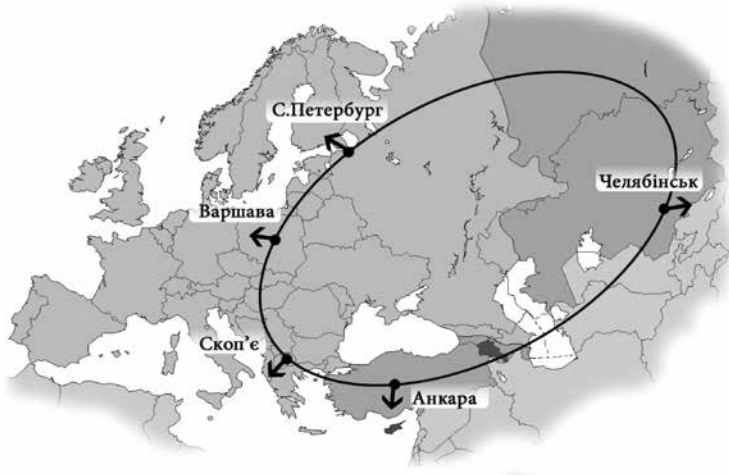 С.Петербург
Челябінськ
Варшава
Скоп’є
Анкара